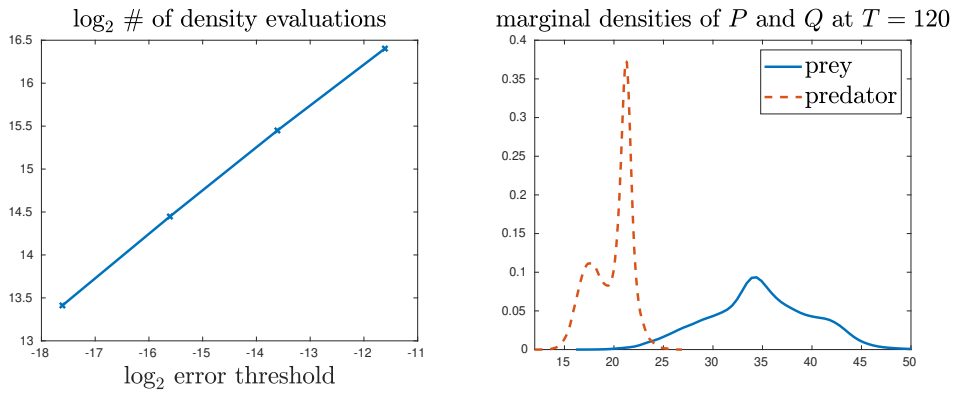 log₂ # of density evaluations
16.5
16
15.5
15
14.5
14
13.5
13
-18 -17 -16 -15 -14 -13 -12 -11
log₂ error threshold
marginal densities of P and Q at T = 120
0.4
0.35
0.3
0.25
0.2
0.15
0.1
0.05
0
15 20 25 30 35 40 45 50
prey
predator